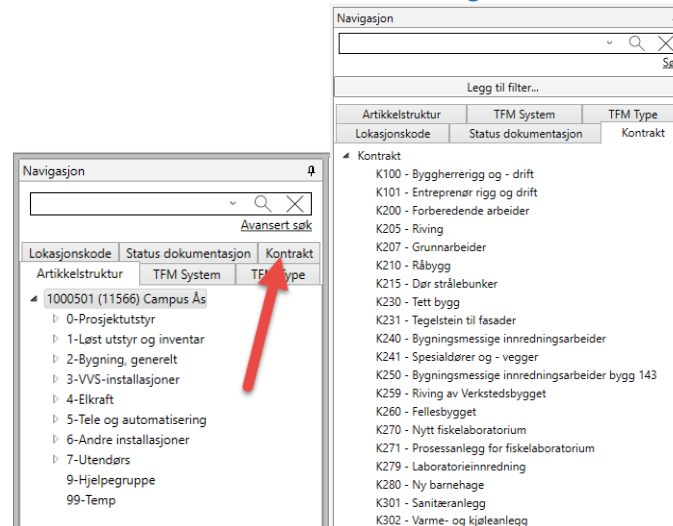 Navigasjon
Avansert søk
Lokasjonskode Status dokumentasjon Kontrakt
Artikkelstruktur TFM System TFM Type
1000501 (11566) Campus Ås
0-Prosjektutstyr
1-Løst utstyr og inventar
2-Bygning, generelt
3-VVS-installasjoner
4-Elkraft
5-Tele og automatisering
6-Andre installasjoner
7-Utendørs
9-Hjelpegruppe
99-Temp
Navigasjon
Legg til filter...
Artikkelstruktur TFM System TFM Type
Lokasjonskode Status dokumentasjon Kontrakt
Kontrakt
K100 - Byggherrerigg og - drift
K101 - Entreprenør rigg og drift
K200 - Forberedende arbeider
K205 - Riving
K207 - Grunnarbeider
K210 - Råbygg
K215 - Dør strålebunker
K230 - Tett bygg
K231 - Tegelstein til fasader
K240 - Bygningsmessige innredningsarbeider
K241 - Spesialdører og - vegger
K250 - Bygningsmessige innredningsarbeider bygg 143
K259 - Riving av Verkstedsbygget
K260 - Fellesbygget
K270 - Nytt fiskelaboratorium
K271 - Prosessanlegg for fiskelaboratorium
K279 - Laboratorieinnredning
K280 - Ny barnehage
K301 - Sanitæranlegg
K302 - Varme- og kjøleanlegg